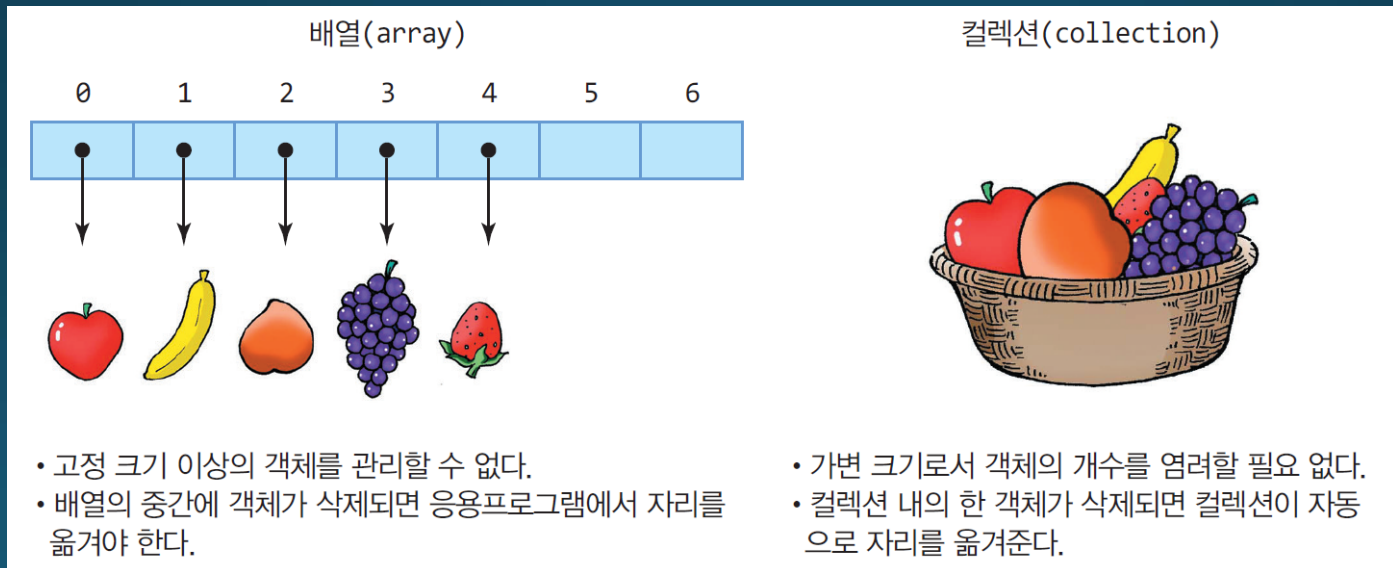 배열(array)
0 1 2 3 4 5 6
• 고정 크기 이상의 객체를 관리할 수 없다.
• 배열의 중간에 객체가 삭제되면 응용프로그램에서 자리를
옮겨야 한다.
컬렉션(collection)
• 가변 크기로서 객체의 개수를 염려할 필요 없다.
• 컬렉션 내의 한 객체가 삭제되면 컬렉션이 자동
으로 자리를 옮겨준다.